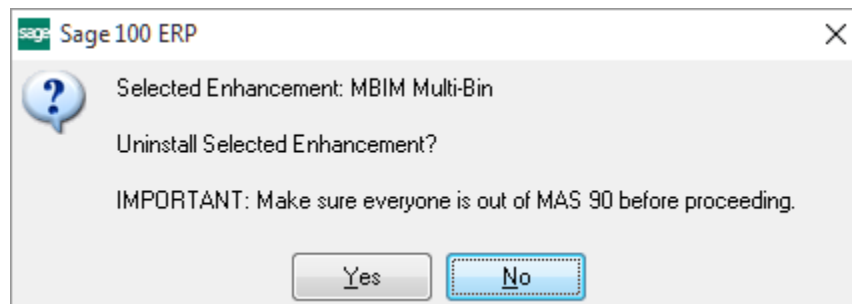 sage Sage 100 ERP
Selected Enhancement: MBIM Multi-Bin
Uninstall Selected Enhancement?
IMPORTANT: Make sure everyone is out of MAS 90 before proceeding.
Yes No